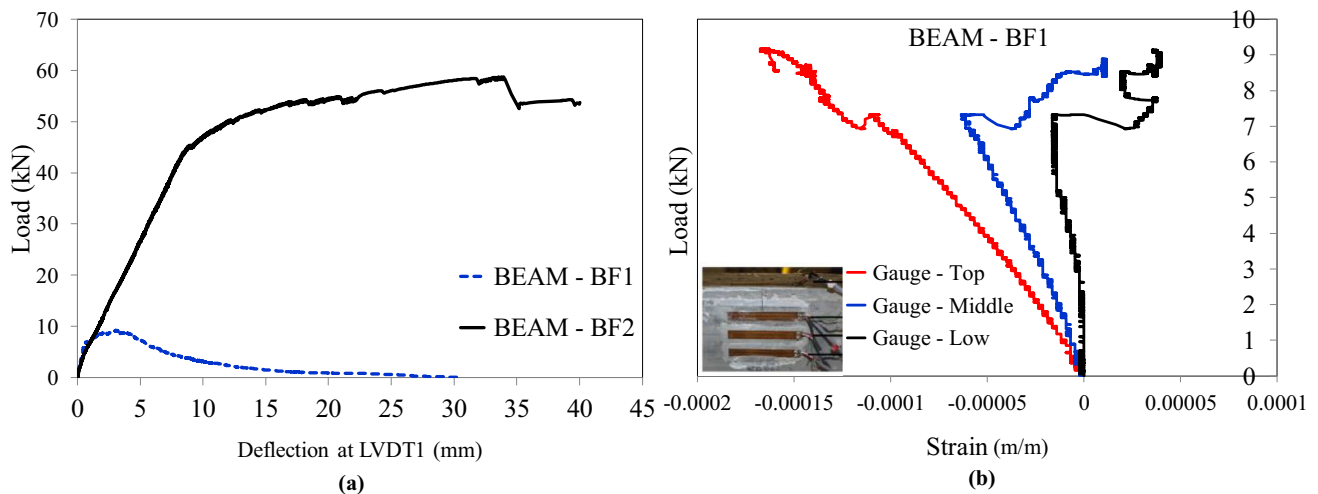 70
60
50
40
30
20
10
0
Load (kN)
BEAM - BF1
BEAM - BF2
0 5 10 15 20 25 30 35 40 45
Deflection at LVDT1 (mm)
(a)
BEAM - BF1
10
9
8
7
6
5
4
3
2
1
0
Load (kN)
Gauge - Top
Gauge - Middle
Gauge - Low
-0.0002 -0.00015 -0.0001 -0.00005 0 0.00005 0.0001
Strain (m/m)
(b)